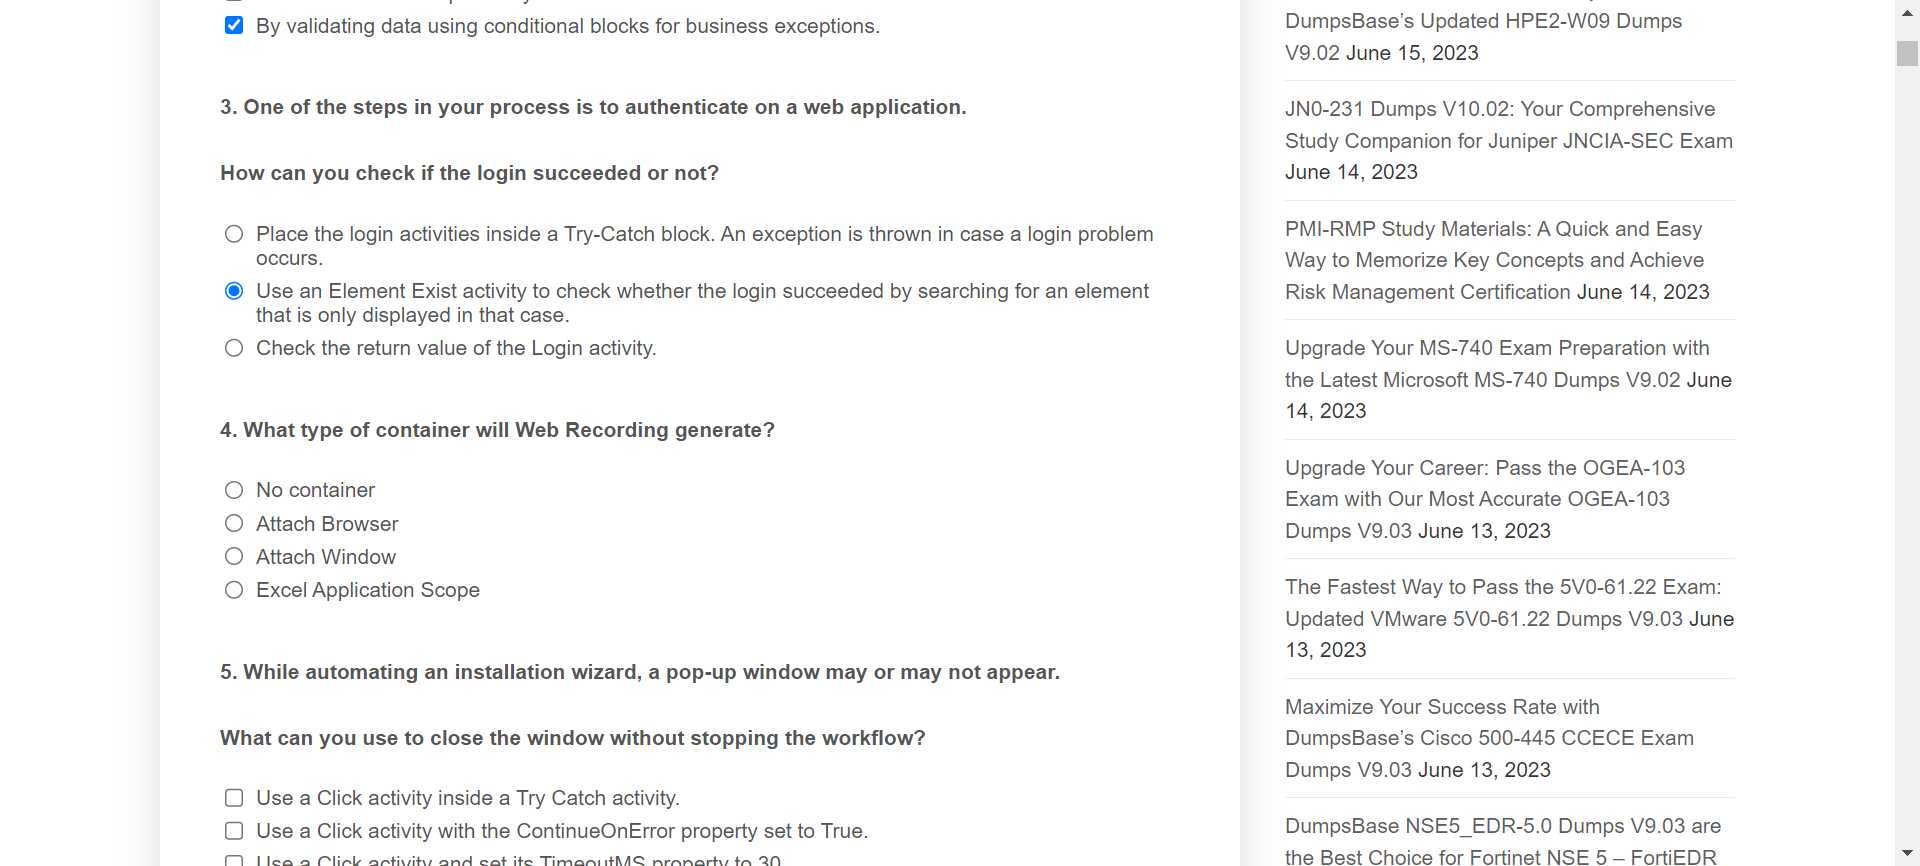 By validating data using conditional blocks for business exceptions.
3. One of the steps in your process is to authenticate on a web application.
How can you check if the login succeeded or not?
Place the login activities inside a Try-Catch block. An exception is thrown in case a login problem
occurs.
Use an Element Exist activity to check whether the login succeeded by searching for an element
that is only displayed in that case.
Check the return value of the Login activity.
4. What type of container will Web Recording generate?
No container
Attach Browser
Attach Window
Excel Application Scope
5. While automating an installation wizard, a pop-up window may or may not appear.
What can you use to close the window without stopping the workflow?
Use a Click activity inside a Try Catch activity.
Use a Click activity with the ContinueOnError property set to True.
Use a Click activity and set its TimeoutMS property to 30.
DumpsBase’s Updated HPE2-W09 Dumps
V9.02 June 15, 2023
JN0-231 Dumps V10.02: Your Comprehensive
Study Companion for Juniper JNCIA-SEC Exam
June 14, 2023
PMI-RMP Study Materials: A Quick and Easy
Way to Memorize Key Concepts and Achieve
Risk Management Certification June 14, 2023
Upgrade Your MS-740 Exam Preparation with
the Latest Microsoft MS-740 Dumps V9.02 June
14, 2023
Upgrade Your Career: Pass the OGEA-103
Exam with Our Most Accurate OGEA-103
Dumps V9.03 June 13, 2023
The Fastest Way to Pass the 5V0-61.22 Exam:
Updated VMware 5V0-61.22 Dumps V9.03 June
13, 2023
Maximize Your Success Rate with
DumpsBase’s Cisco 500-445 CCECE Exam
Dumps V9.03 June 13, 2023
DumpsBase NSE5_EDR-5.0 Dumps V9.03 are
the Best Choice for Fortinet NSE 5 – FortiEDR